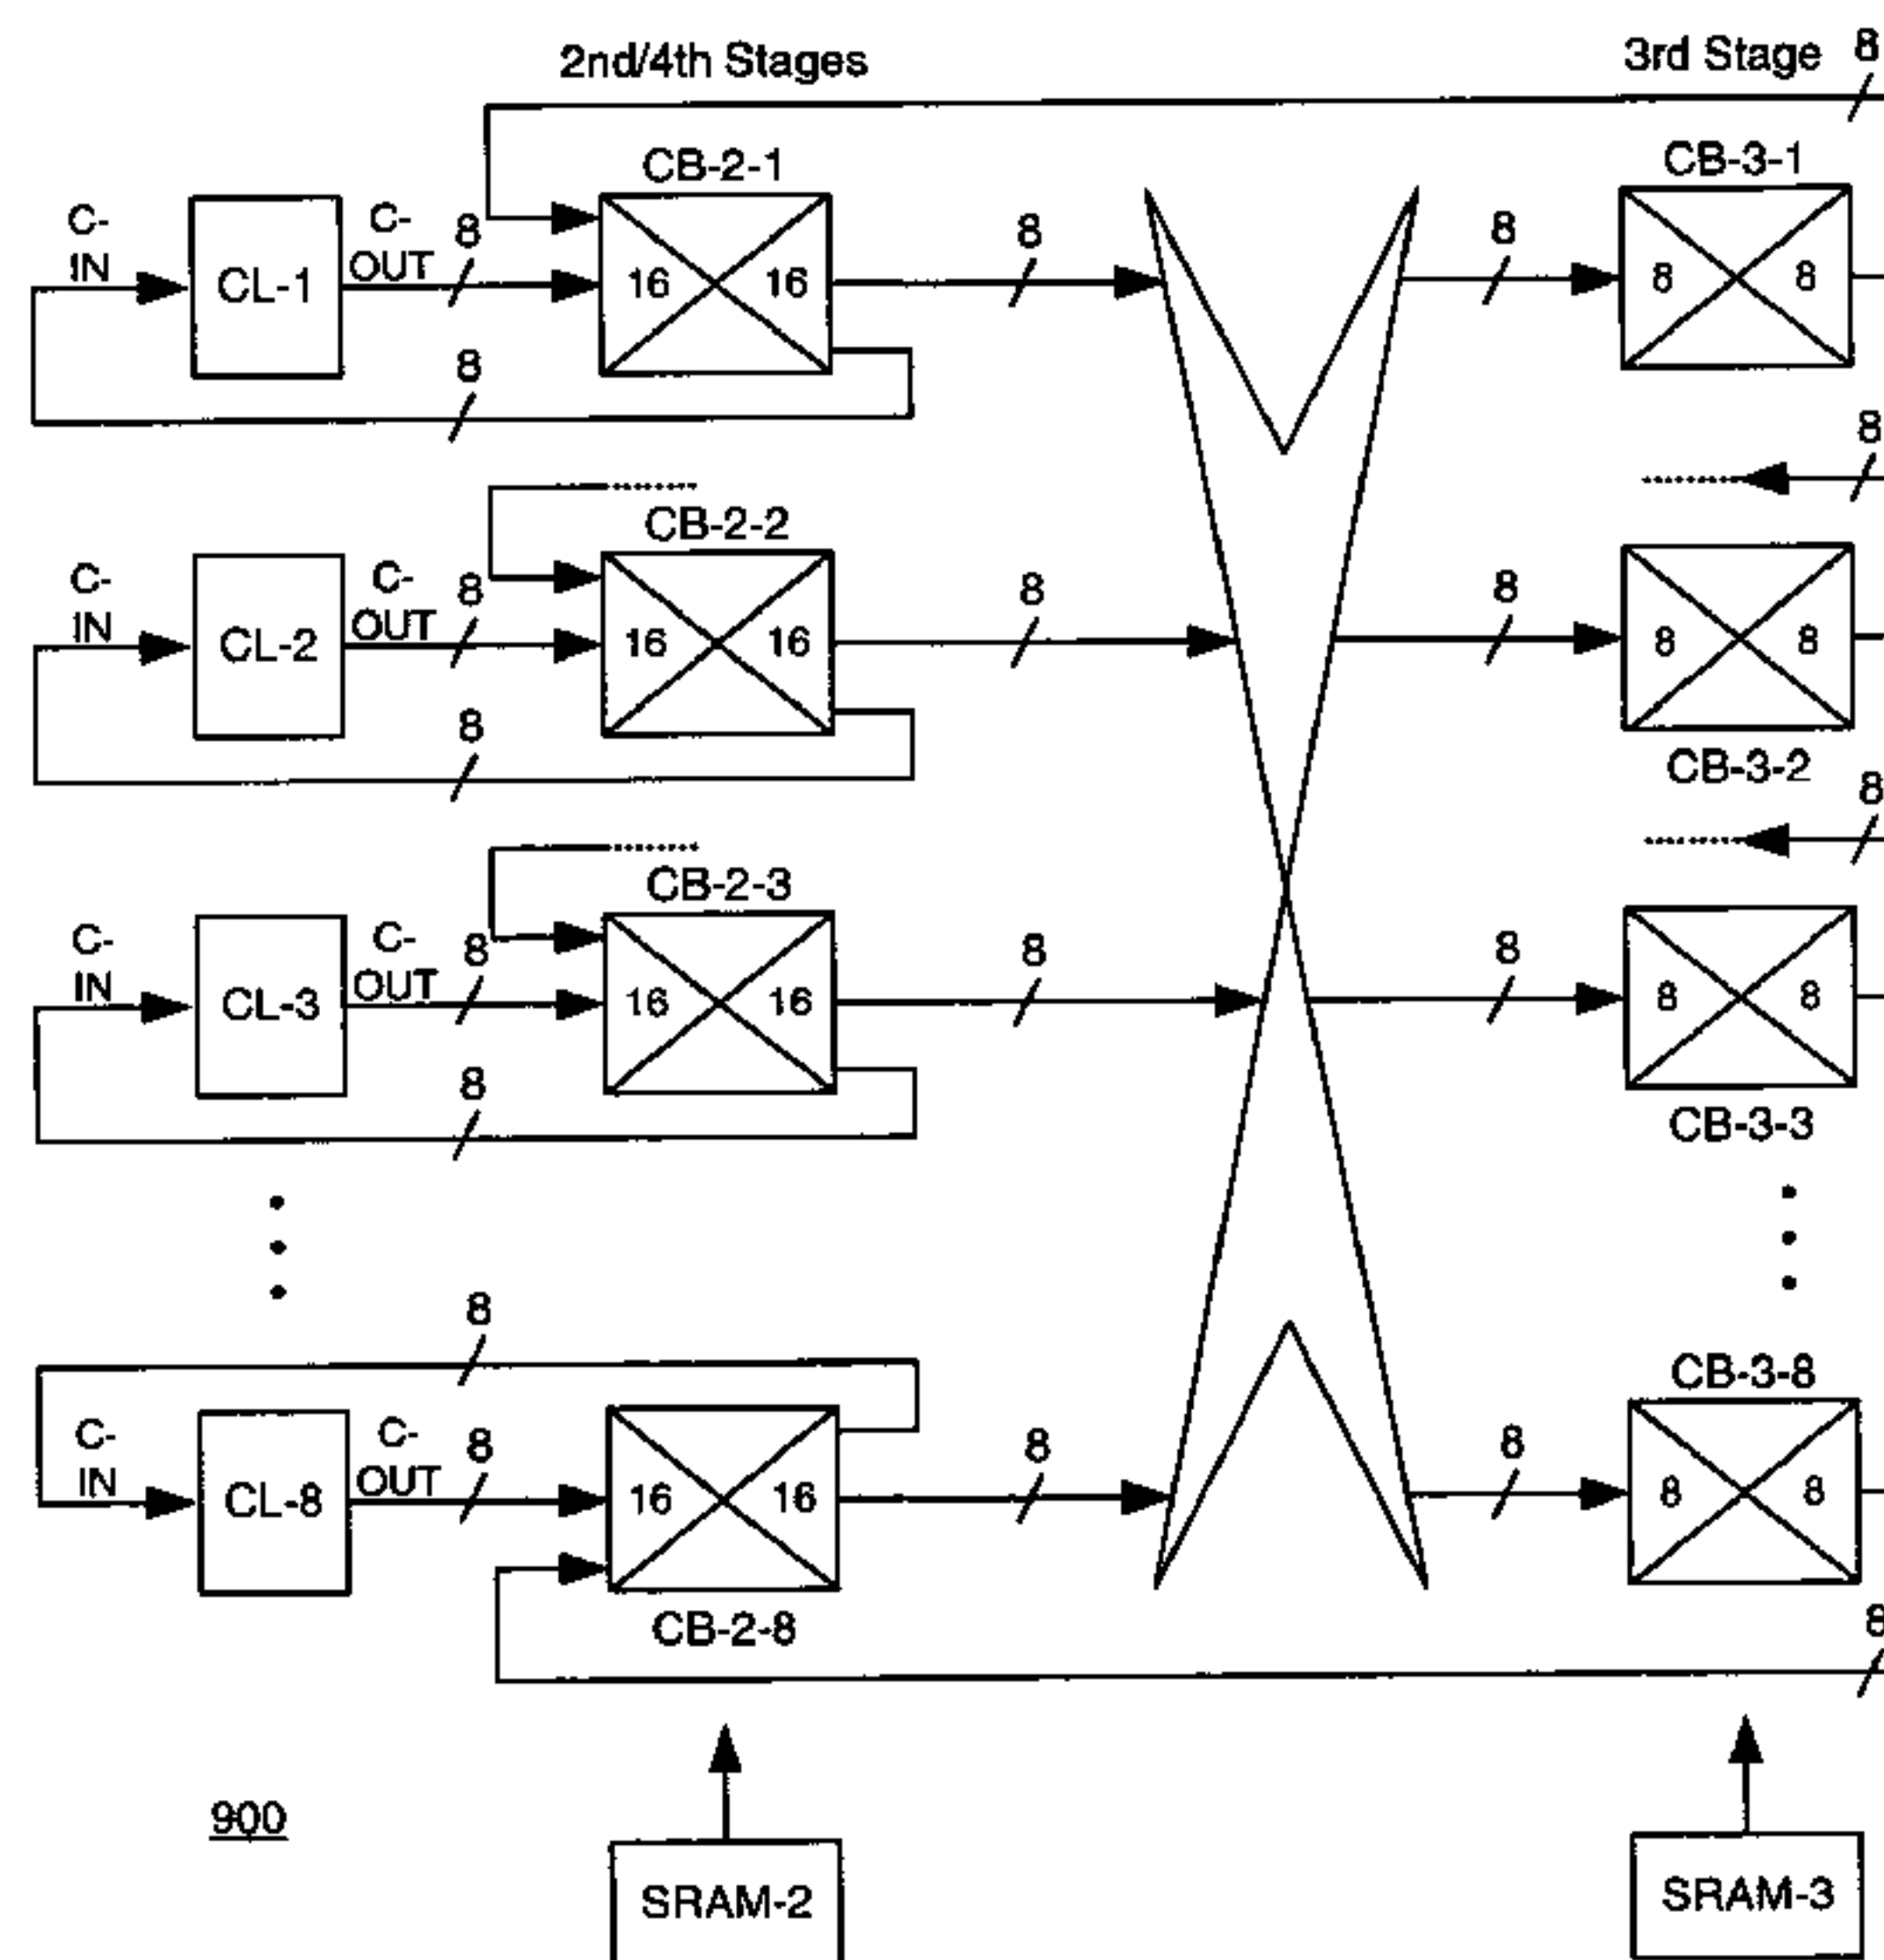 2nd/4th Stages
3rd Stage 8
CB-2-1
CB-3-1
C-
IN
CL-1
C-
OUT
8
16 16
8
8
8 8
8
8
CB-2-2
C-
IN
CL-2
C-
OUT
8
16 16
8
8
8 8
8
CB-3-2
8
CB-2-3
C-
IN
CL-3
C-
OUT
8
16 16
8
8
8 8
8
CB-3-3
8
CB-3-8
C-
IN
CL-8
C-
OUT
8
16 16
8
8
8 8
CB-2-8
8
900
SRAM-2
SRAM-3